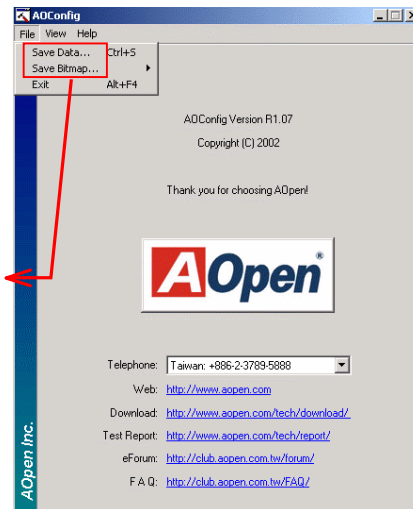 AOConfig
File View Help
Save Data... Ctrl+S
Save Bitmap...
Exit Alt+F4
AOConfig Version R1.07
Copyright (C) 2002
Thank you for choosing AOpen!
AOpen®
Telephone: Taiwan: +886-2-3789-5888
Web: http://www.aopen.com
Download: http://www.aopen.com/tech/download/
Test Report: http://www.aopen.com/tech/report/
eForum: http://club.aopen.com.tw/forum/
F A Q: http://club.aopen.com.tw/FAQ/
AOpen Inc.